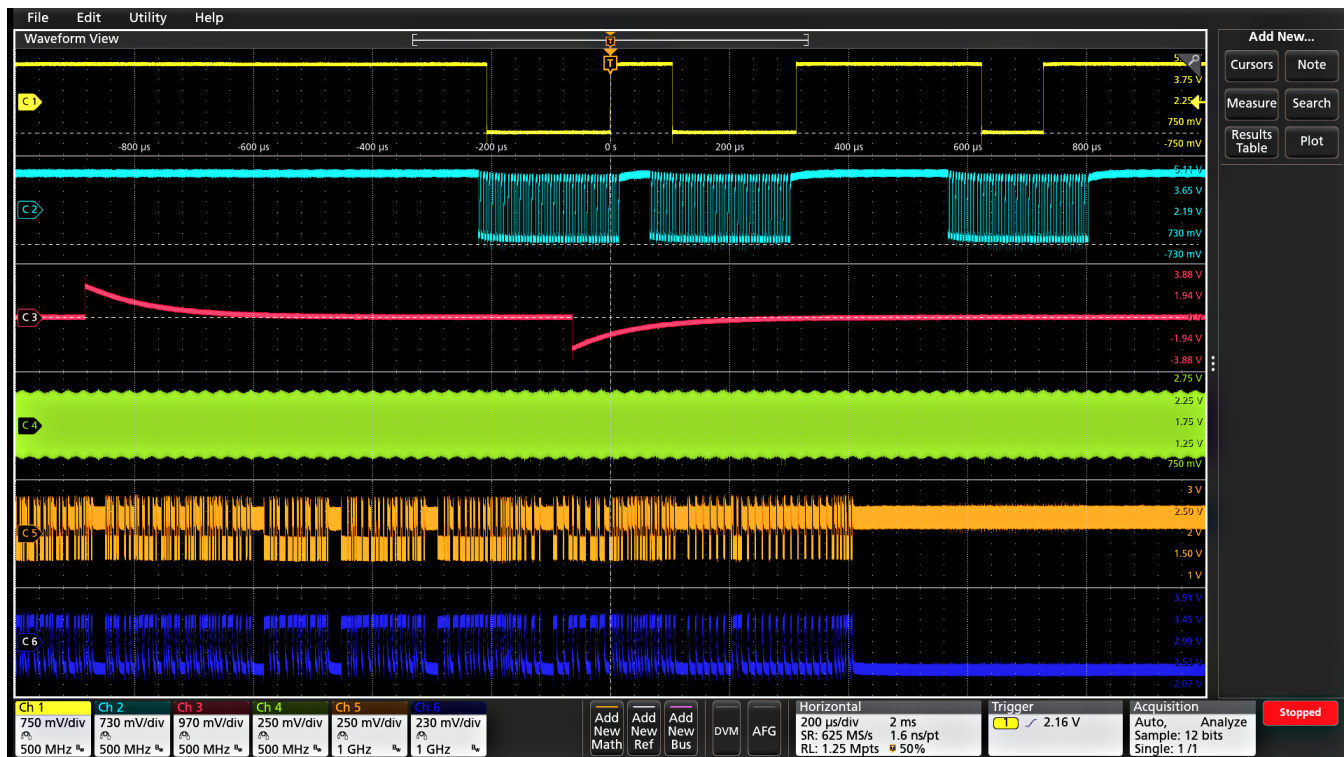 File Edit Utility Help
Waveform View
Add New...
Cursors Note
Measure Search
Results Table Plot
T
T
C 1
3.75 V
750 mV
-750 mV
-800 µs -600 µs -400 µs -200 µs 0 s 200 µs 400 µs 600 µs 800 µs
C 2
5.11 V
3.65 V
2.19 V
730 mV
-730 mV
C 3
3.88 V
1.94 V
0 V
-1.94 V
-3.88 V
C 4
2.75 V
2.25 V
1.75 V
1.25 V
750 mV
C 5
3 V
2.50 V
2 V
1.50 V
1 V
C 6
3.91 V
3.45 V
2.99 V
2.53 V
2.07 V
Ch 1
750 mV/div
500 MHz Bw
Ch 2
730 mV/div
500 MHz Bw
Ch 3
970 mV/div
500 MHz Bw
Ch 4
250 mV/div
500 MHz Bw
Ch 5
250 mV/div
1 GHz Bw
Ch 6
230 mV/div
1 GHz Bw
Add New Math
Add New Ref
Add New Bus
DVM
AFG
Horizontal
200 µs/div 2 ms
SR: 625 MS/s 1.6 ns/pt
RL: 1.25 Mpts 50%
Trigger
1 2.16 V
Acquisition
Auto, Analyze
Sample: 12 bits
Single: 1 /1
Stopped